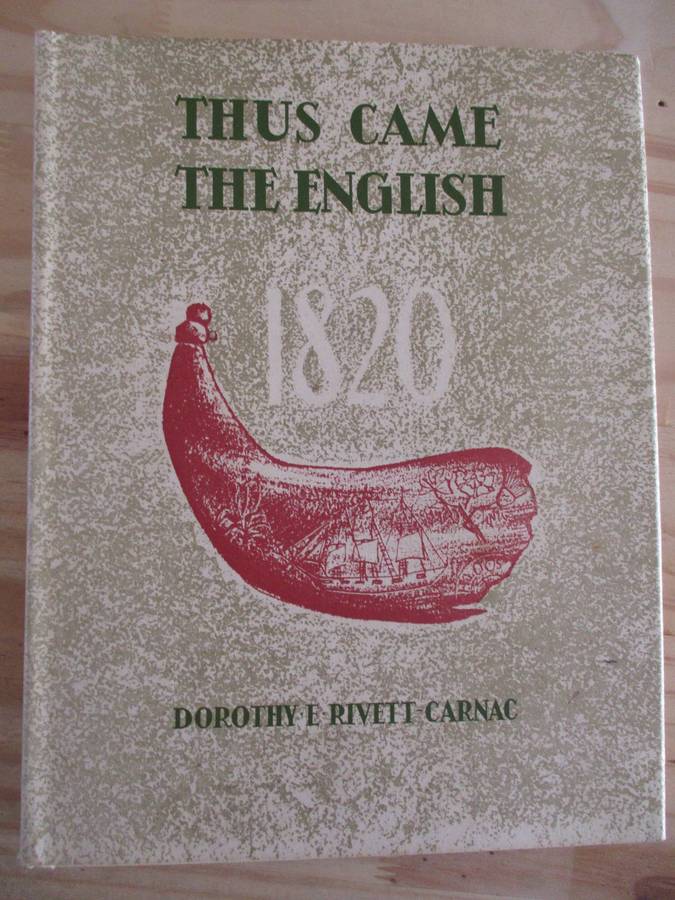 THUS CAME
THE ENGLISH
1820
DOROTHY E RIVETT-CARNAC